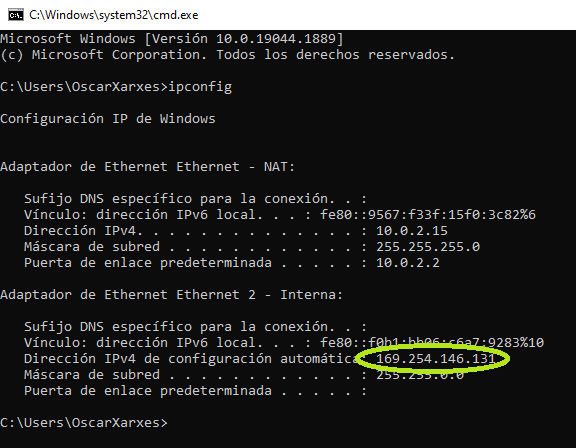 C:\Windows\system32\cmd.exe
Microsoft Windows [Versión 10.0.19044.1889]
(c) Microsoft Corporation. Todos los derechos reservados.
C:\Users\OscarXarxes>ipconfig
Configuración IP de Windows
Adaptador de Ethernet Ethernet - NAT:
Sufijo DNS específico para la conexión. . :
Vínculo: dirección IPv6 local. . . : fe80::9567:f33f:15f0:3c82%6
Dirección IPv4. . . . . . . . . . . . . . : 10.0.2.15
Máscara de subred . . . . . . . . . . . . : 255.255.255.0
Puerta de enlace predeterminada . . . . . : 10.0.2.2
Adaptador de Ethernet Ethernet 2 - Interna:
Sufijo DNS específico para la conexión. . :
Vínculo: dirección IPv6 local. . . : fe80::f0b1:bb06:c6a7:9283%10
Dirección IPv4 de configuración automática: 169.254.146.131
Máscara de subred . . . . . . . . . . . . : 255.255.0.0
Puerta de enlace predeterminada . . . . . :
C:\Users\OscarXarxes>